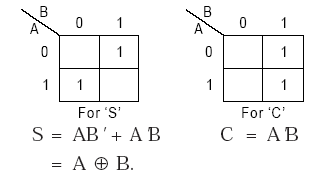 B B
A 0 1 A 0 1
0 1 0 1
1 1 1 1
For 'S' For 'C'
S = AB′ + A′B C = A′B
= A ⊕ B.